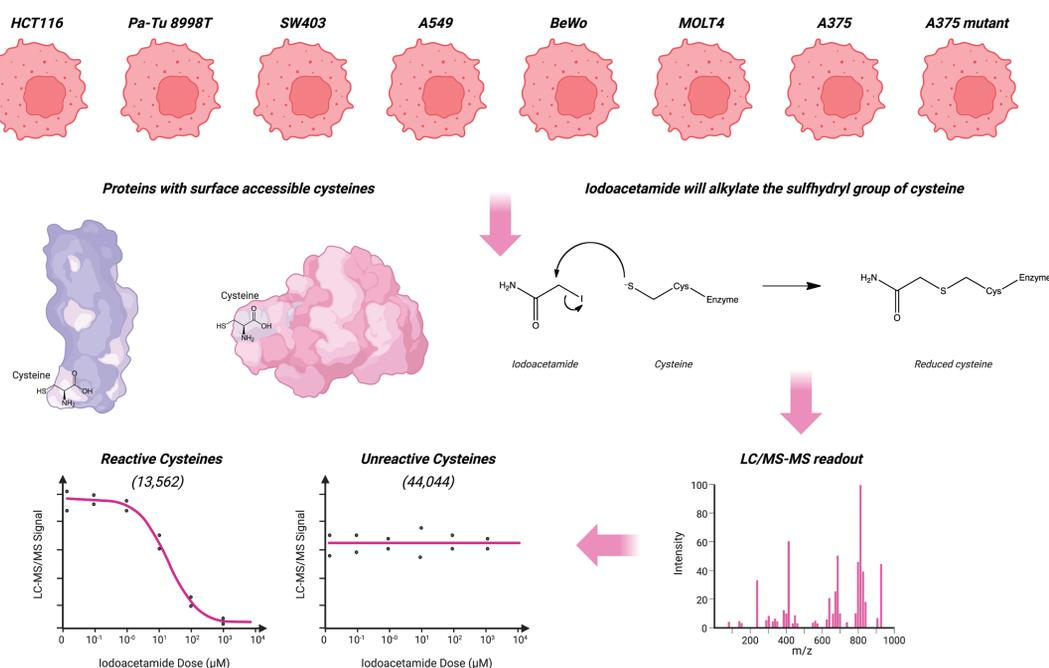 HCT116 Pa-Tu 8998T SW403 A549 BeWo MOLT4 A375 A375 mutant
Proteins with surface accessible cysteines
Iodoacetamide will alkylate the sulfhydryl group of cysteine
Cysteine
HS
O
OH
NH₂
Cysteine
HS
O
OH
NH₂
H₂N
O
I
⁻S
Cys
Enzyme
H₂N
O
S
Cys
Enzyme
Iodoacetamide
Cysteine
Reduced cysteine
Reactive Cysteines
(13,562)
LC-MS/MS Signal
0 10⁻¹ 10⁰ 10¹ 10² 10³ 10⁴
Iodoacetamide Dose (µM)
Unreactive Cysteines
(44,044)
LC-MS/MS Signal
0 10⁻¹ 10⁻⁰ 10¹ 10² 10³ 10⁴
Iodoacetamide Dose (µM)
LC/MS-MS readout
Intensity
100
80
60
40
20
0
200 400 600 800 1000
m/z